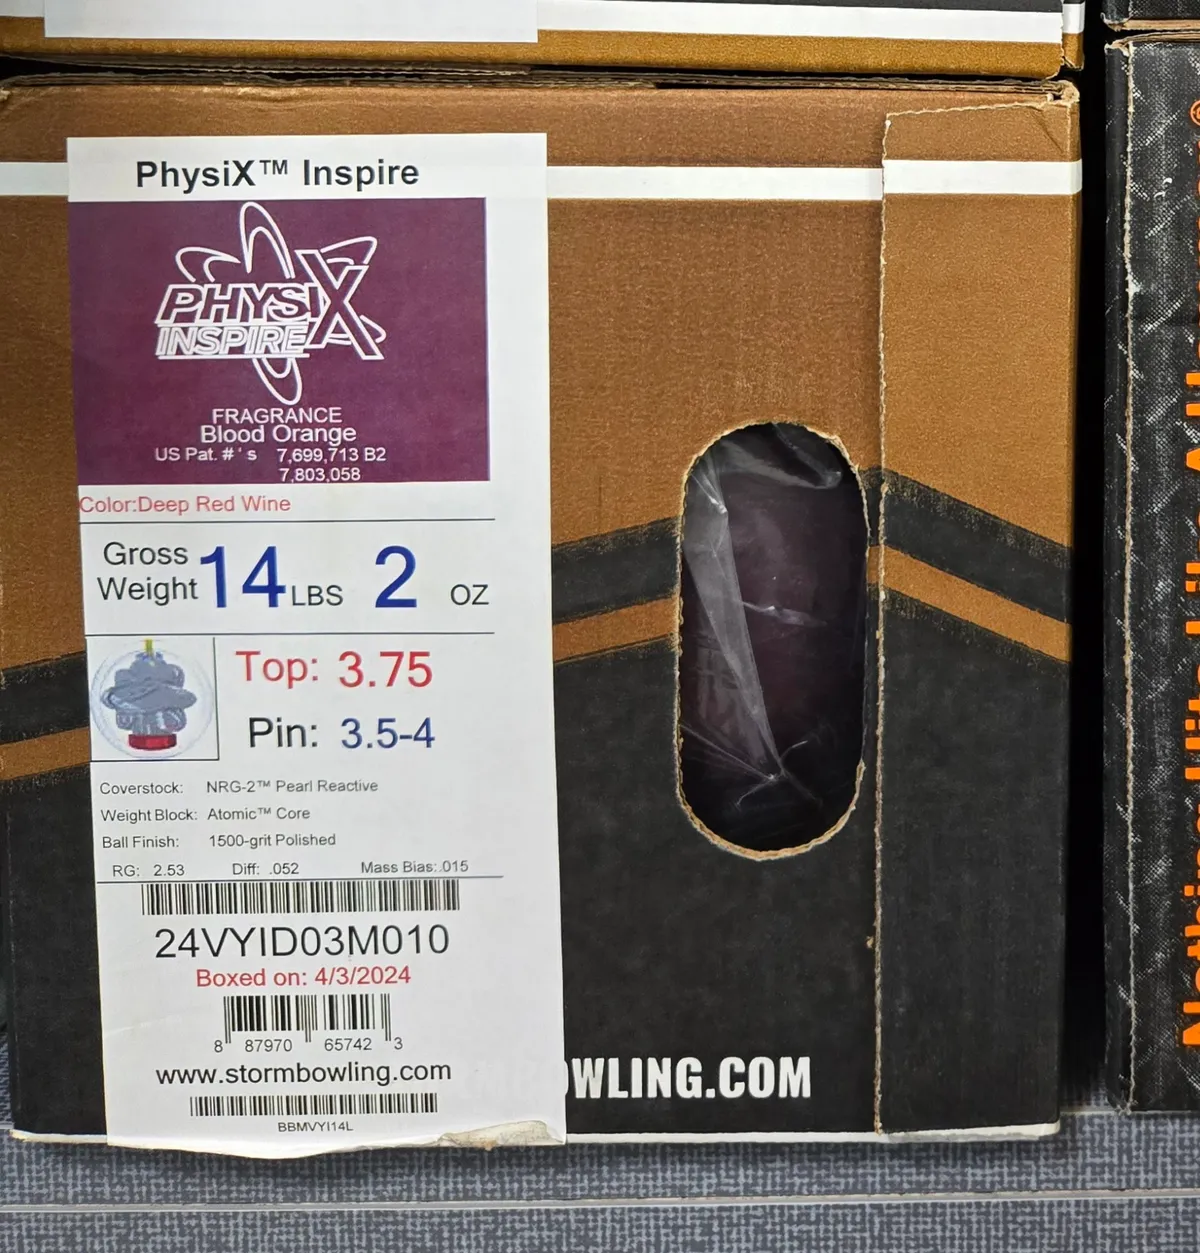 PhysiX™ Inspire
PHYSIX
INSPIRE
FRAGRANCE
Blood Orange
US Pat. #'s 7,699,713 B2
7,803,058
Color:Deep Red Wine
Gross Weight 14 LBS 2 OZ
Top: 3.75
Pin: 3.5-4
Coverstock: NRG-2™ Pearl Reactive
Weight Block: Atomic™ Core
Ball Finish: 1500-grit Polished
RG: 2.53 Diff: .052 Mass Bias:.015
24VYID03M010
Boxed on: 4/3/2024
8 87970 65742 3
www.stormbowling.com
BBMVYI14L
OWLING.COM
Nothing Hits